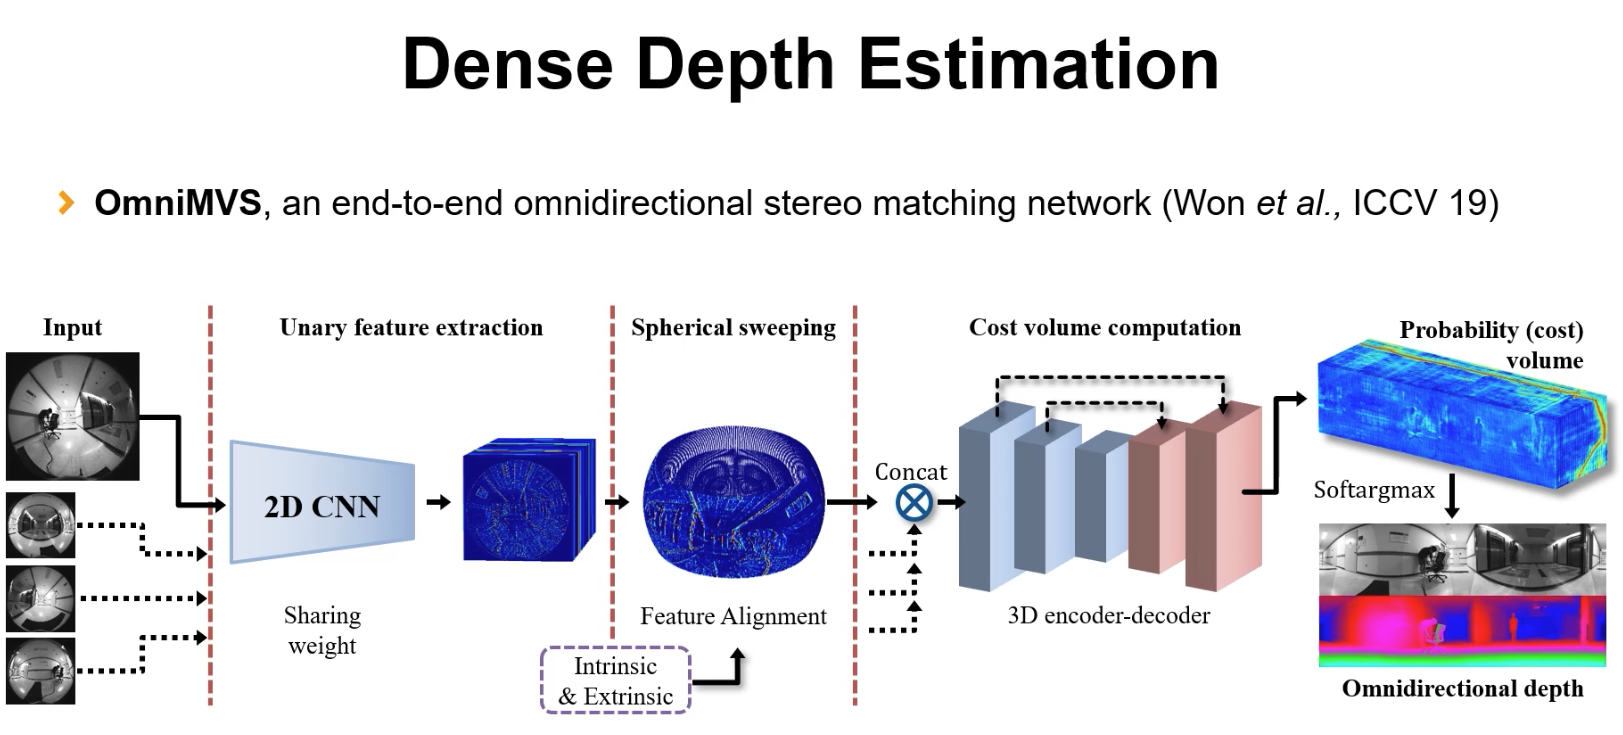 Dense Depth Estimation
OmniMVS, an end-to-end omnidirectional stereo matching network (Won et al., ICCV 19)
Input
Unary feature extraction
2D CNN
Sharing
weight
Spherical sweeping
Feature Alignment
Intrinsic
& Extrinsic
Cost volume computation
Concat
3D encoder-decoder
Probability (cost)
volume
Softargmax
Omnidirectional depth